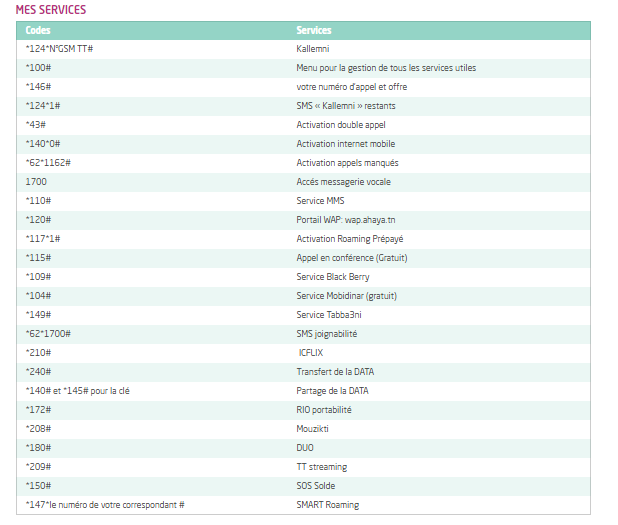 MES SERVICES
Codes Services
*124*N°GSM TT# Kallemni
*100# Menu pour la gestion de tous les services utiles
*146# votre numéro d'appel et offre
*124*1# SMS « Kallemni » restants
*43# Activation double appel
*140*0# Activation internet mobile
*62*1162# Activation appels manqués
1700 Accés messagerie vocale
*110# Service MMS
*120# Portail WAP: wap.ahaya.tn
*117*1# Activation Roaming Prépayé
*115# Appel en conférence (Gratuit)
*109# Service Black Berry
*104# Service Mobidinar (gratuit)
*149# Service Tabba3ni
*62*1700# SMS joignabilité
*210# ICFLIX
*240# Transfert de la DATA
*140# et *145# pour la clé Partage de la DATA
*172# RIO portabilité
*208# Mouzikti
*180# DUO
*209# TT streaming
*150# SOS Solde
*147*le numéro de votre correspondant # SMART Roaming